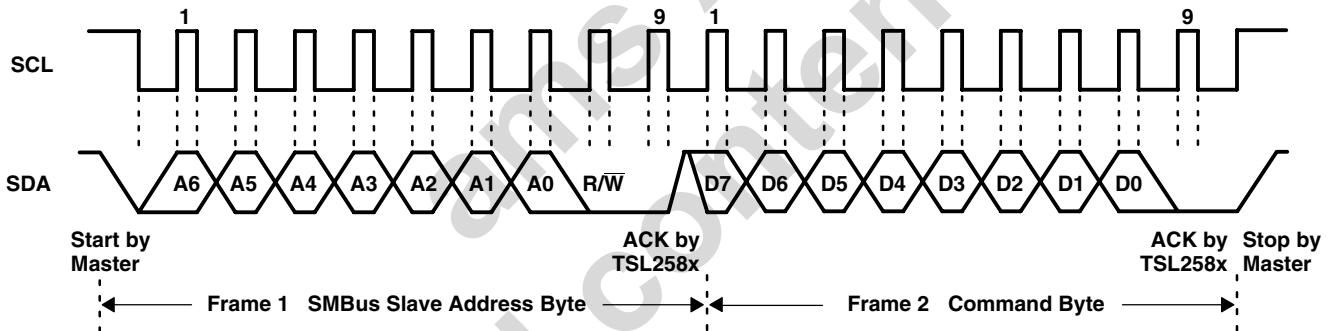 1 9 1 9
SCL
SDA A6 A5 A4 A3 A2 A1 A0 R/W̅ D7 D6 D5 D4 D3 D2 D1 D0
Start by Master
ACK by TSL258x
ACK by TSL258x
Stop by Master
Frame 1 SMBus Slave Address Byte
Frame 2 Command Byte
ams
conten